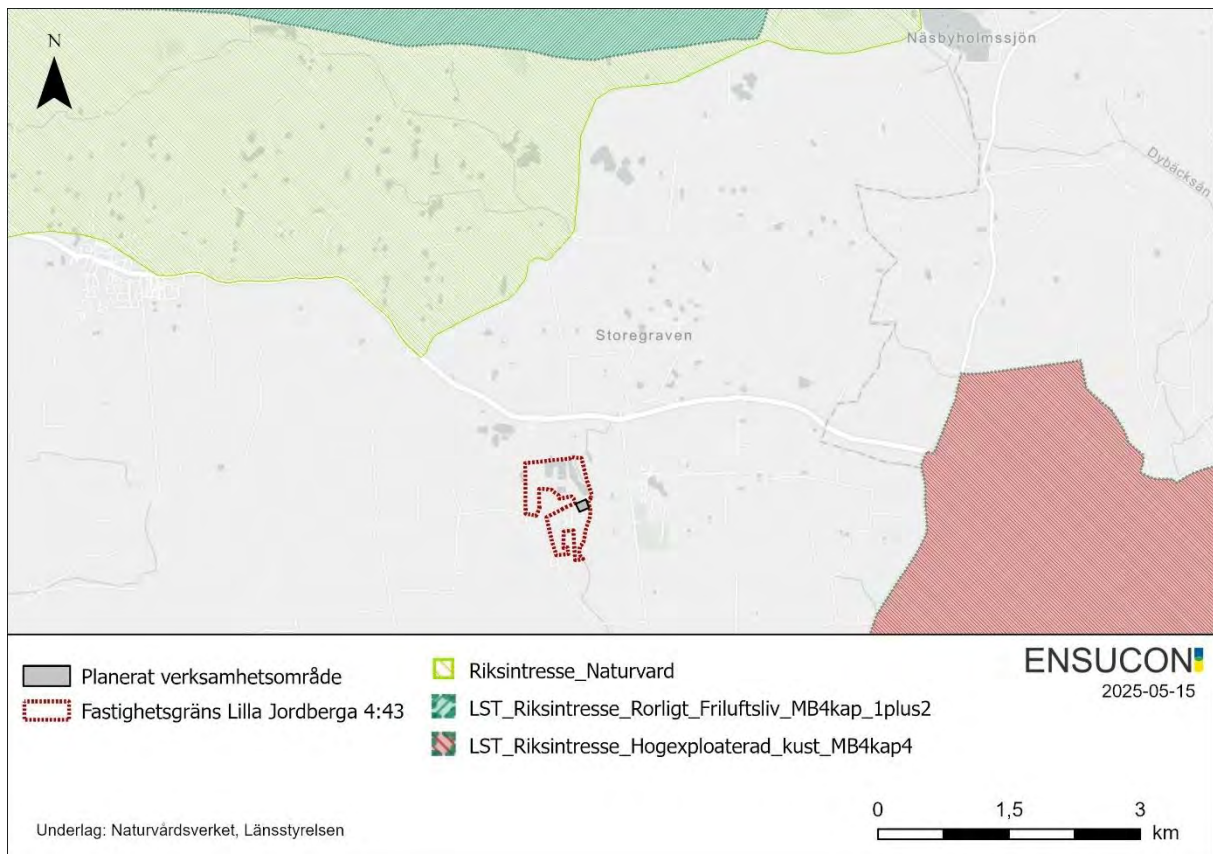 N
Näsbyholmssjön
Dybäcksån
Storegraven
Planerat verksamhetsområde
Fastighetsgräns Lilla Jordberga 4:43
Riksintresse_Naturvard
LST_Riksintresse_Rorligt_Friluftsliv_MB4kap_1plus2
LST_Riksintresse_Hogexploaterad_kust_MB4kap4
ENSUCON
2025-05-15
Underlag: Naturvårdsverket, Länsstyrelsen
0 1,5 3
km